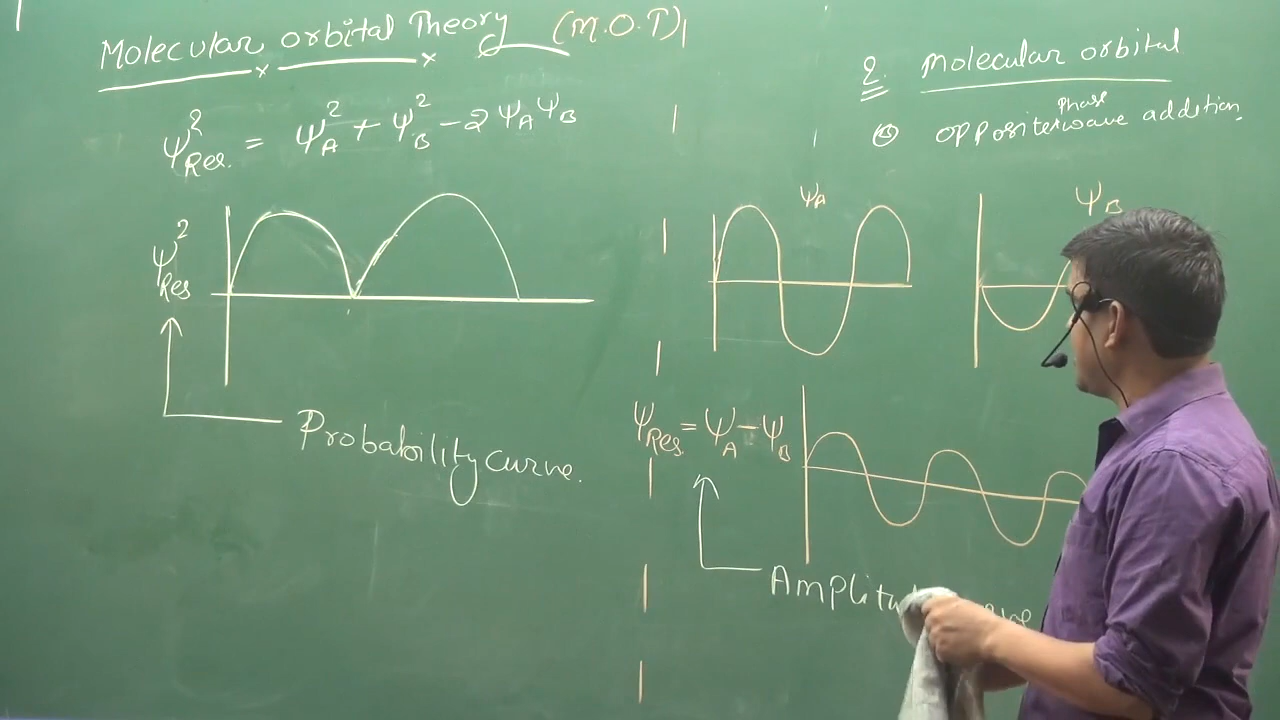 Molecular orbital Theory (M.O.T)
Ψ²Res. = Ψ²A + Ψ²B - 2ΨAΨB
Ψ²Res
Probability curve.
2. Molecular orbital
Phase
opposite wave addition.
ΨA
ΨB
ΨRes = ΨA - ΨB